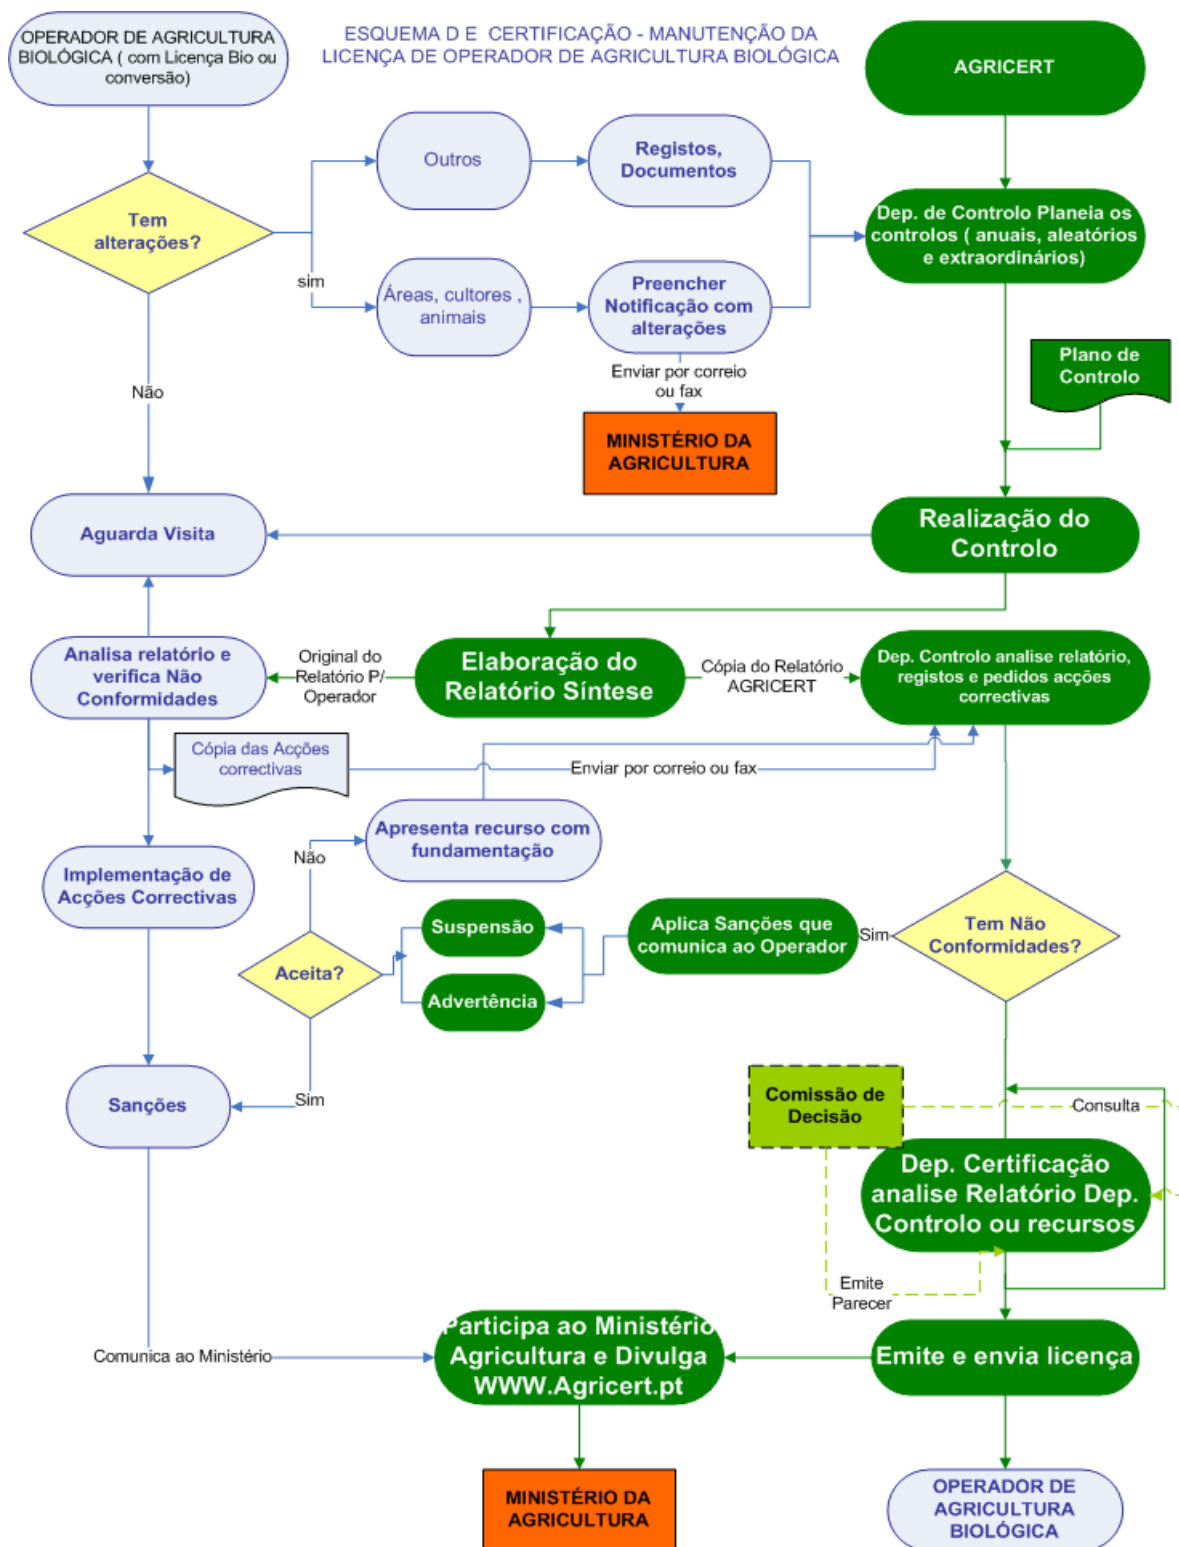 OPERADOR DE AGRICULTURA
BIOLÓGICA ( com Licença Bio ou
conversão)
ESQUEMA D E  CERTIFICAÇÃO - MANUTENÇÃO DA
LICENÇA DE OPERADOR DE AGRICULTURA BIOLÓGICA
AGRICERT
Outros
Registos,
Documentos
Tem
alterações?
Dep. de Controlo Planeia os
controlos ( anuais, aleatórios
e extraordinários)
sim
Áreas, cultores ,
animais
Preencher
Notificação com
alterações
Plano de
Controlo
Enviar por correio
ou fax
Não
MINISTÉRIO DA
AGRICULTURA
Aguarda Visita
Realização do
Controlo
Analisa relatório e
verifica Não
Conformidades
Original do
Relatório P/
Operador
Elaboração do
Relatório Síntese
Cópia do Relatório
AGRICERT
Dep. Controlo analise relatório,
registos e pedidos acções
correctivas
Cópia das Acções
correctivas
Enviar por correio ou fax
Apresenta recurso com
fundamentação
Não
Implementação de
Acções Correctivas
Suspensão
Aplica Sanções que
comunica ao Operador
Sim
Tem Não
Conformidades?
Aceita?
Advertência
Sim
Sanções
Comissão de
Decisão
Consulta
Dep. Certificação
analise Relatório Dep.
Controlo ou recursos
Emite
Parecer
Comunica ao Ministério
Participa ao Ministério
Agricultura e Divulga
WWW.Agricert.pt
Emite e envia licença
MINISTÉRIO DA
AGRICULTURA
OPERADOR DE
AGRICULTURA
BIOLÓGICA